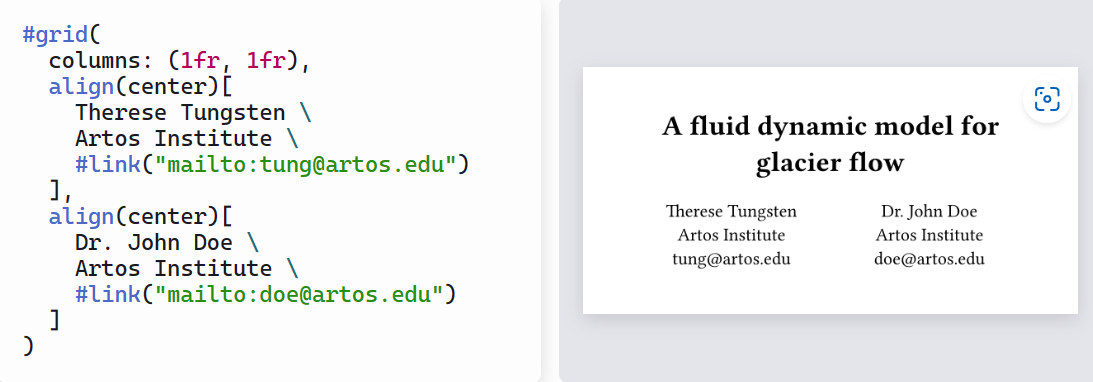 #grid(
  columns: (1fr, 1fr),
  align(center)[
    Therese Tungsten \
    Artos Institute \
    #link("mailto:tung@artos.edu")
  ],
  align(center)[
    Dr. John Doe \
    Artos Institute \
    #link("mailto:doe@artos.edu")
  ]
)
A fluid dynamic model for
glacier flow
Therese Tungsten
Artos Institute
tung@artos.edu
Dr. John Doe
Artos Institute
doe@artos.edu